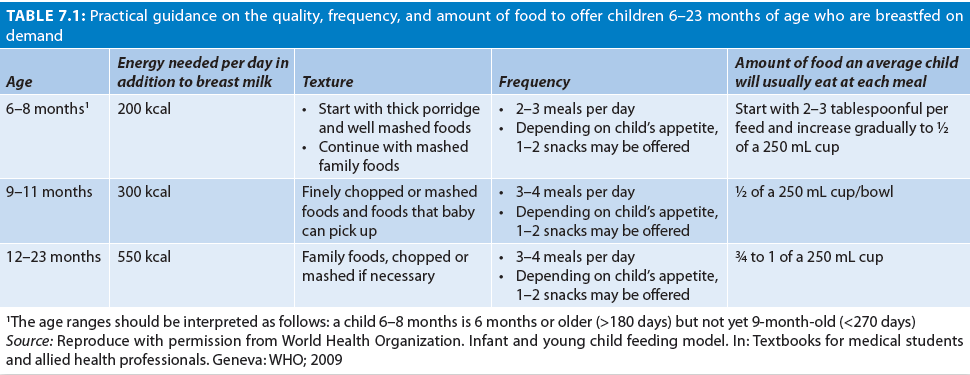 TABLE 7.1: Practical guidance on the quality, frequency, and amount of food to offer children 6–23 months of age who are breastfed on
demand
Age
Energy needed per day in
addition to breast milk
Texture
Frequency
Amount of food an average child
will usually eat at each meal
6–8 months¹
200 kcal
• Start with thick porridge
and well mashed foods
• Continue with mashed
family foods
• 2–3 meals per day
• Depending on child's appetite,
1–2 snacks may be offered
Start with 2–3 tablespoonful per
feed and increase gradually to ½
of a 250 mL cup
9–11 months
300 kcal
Finely chopped or mashed
foods and foods that baby
can pick up
• 3–4 meals per day
• Depending on child's appetite,
1–2 snacks may be offered
½ of a 250 mL cup/bowl
12–23 months
550 kcal
Family foods, chopped or
mashed if necessary
• 3–4 meals per day
• Depending on child's appetite,
1–2 snacks may be offered
¾ to 1 of a 250 mL cup
¹The age ranges should be interpreted as follows: a child 6–8 months is 6 months or older (>180 days) but not yet 9-month-old (<270 days)
Source: Reproduce with permission from World Health Organization. Infant and young child feeding model. In: Textbooks for medical students
and allied health professionals. Geneva: WHO; 2009